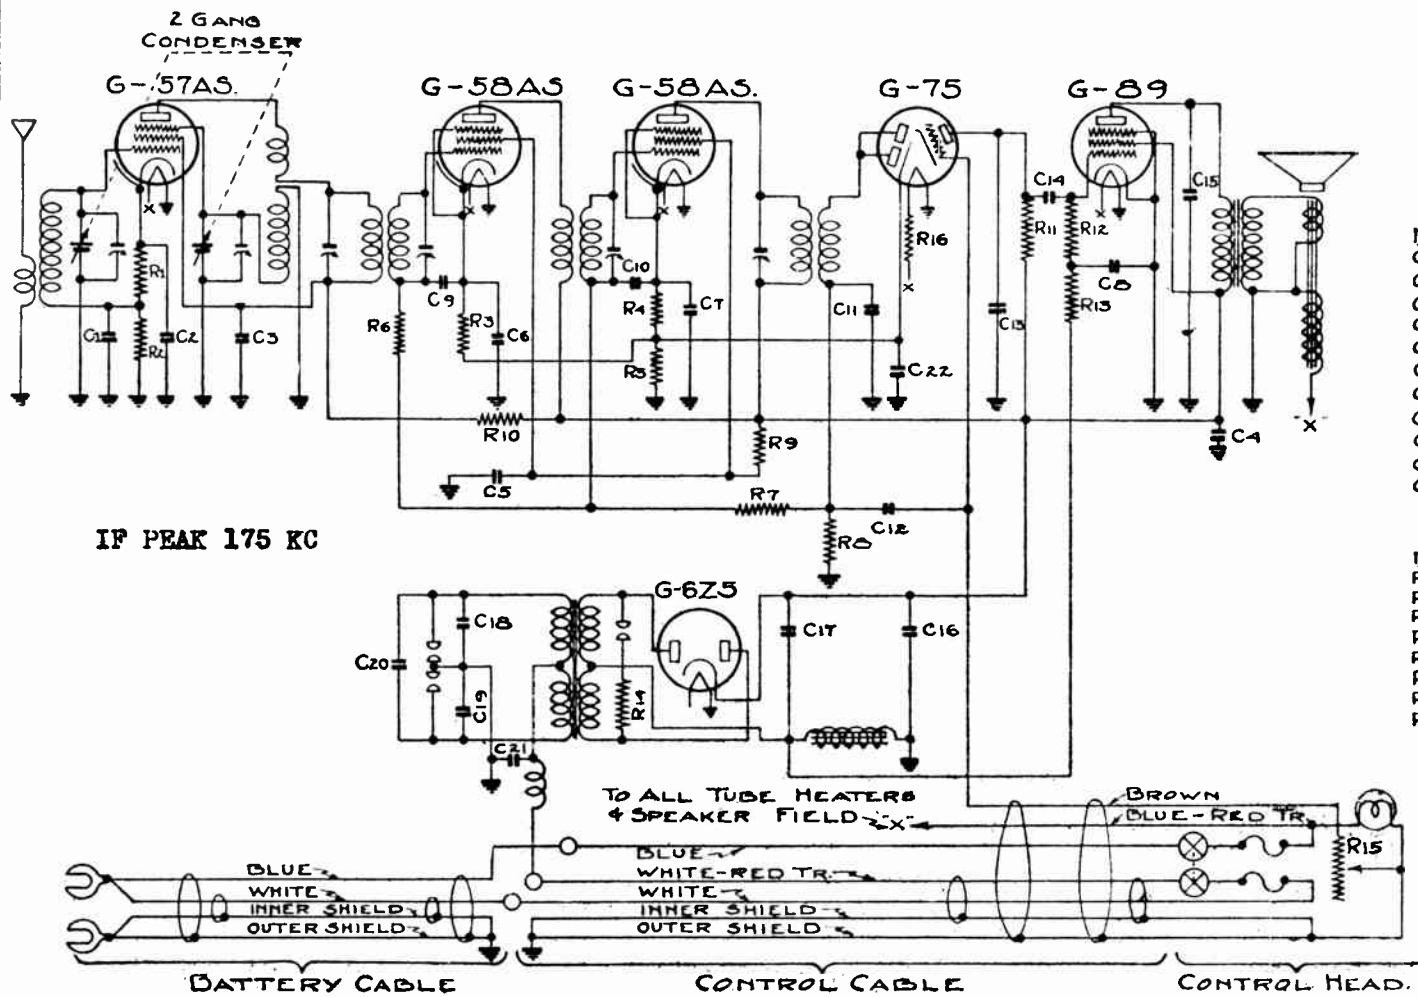 2 GANG
CONDENSER
G-57AS.
G-58AS
G-58AS.
G-75
G-89
X
X
X
X
C14
C15
R11
R12
R16
X
R1
C9
C10
R4
C7
C11
C13
C8
R13
C1
C2
C3
R2
R6
R3
C6
R5
C22
X
R10
R9
C4
C5
R7
C12
R8
IF PEAK 175 KC
G-6Z5
C18
C17
C16
C20
C19
R14
C21
TO ALL TUBE HEATERS
& SPEAKER FIELD "X"
BROWN
BLUE-RED TR.
R15
BLUE
BLUE
WHITE-RED TR.
WHITE
WHITE
INNER SHIELD
INNER SHIELD
OUTER SHIELD
OUTER SHIELD
BATTERY CABLE
CONTROL CABLE
CONTROL HEAD.